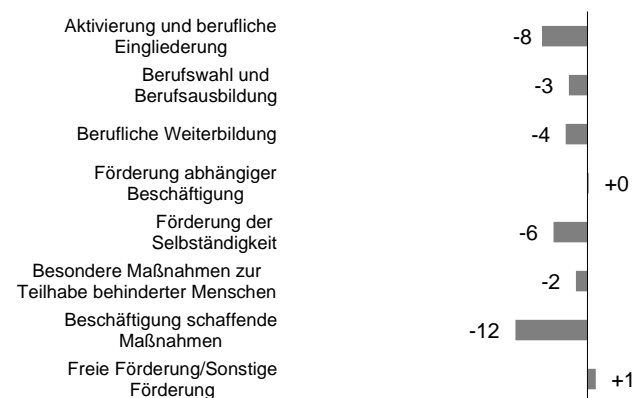 Aktivierung und berufliche
Eingliederung
-8
Berufswahl und
Berufsausbildung
-3
Berufliche Weiterbildung
-4
Förderung abhängiger
Beschäftigung
+0
Förderung der
Selbständigkeit
-6
Besondere Maßnahmen zur
Teilhabe behinderter Menschen
-2
Beschäftigung schaffende
Maßnahmen
-12
Freie Förderung/Sonstige
Förderung
+1